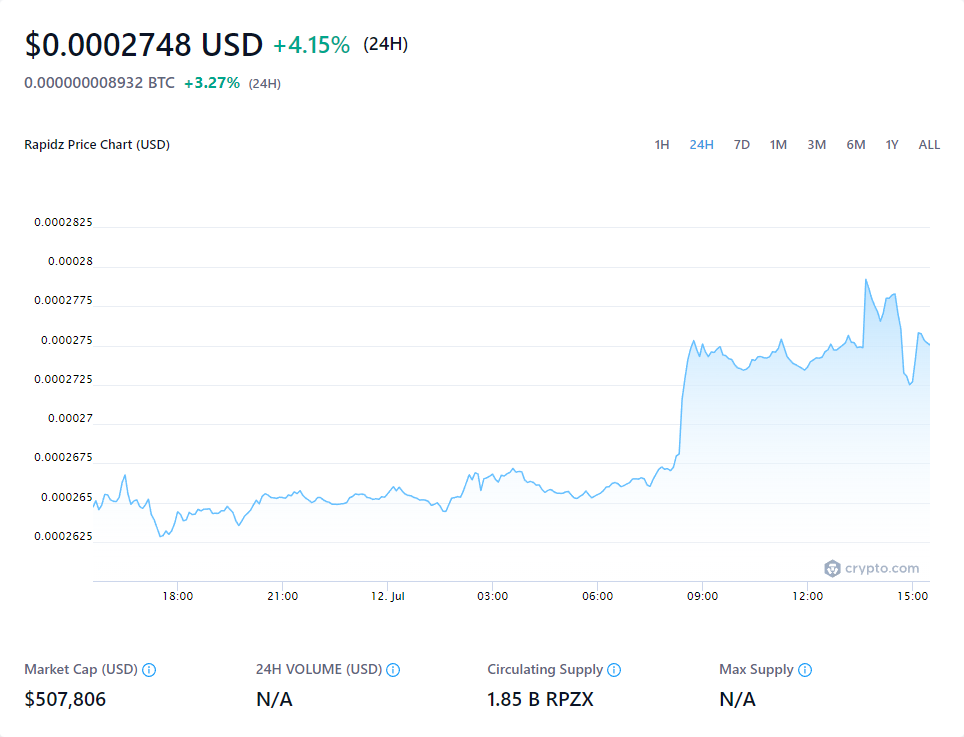 $0.0002748 USD +4.15% (24H)
0.000000008932 BTC +3.27% (24H)
Rapidz Price Chart (USD) 1H 24H 7D 1M 3M 6M 1Y ALL
0.0002825
0.00028
0.0002775
0.000275
0.0002725
0.00027
0.0002675
0.000265
0.0002625
crypto.com
18:00 21:00 12. Jul 03:00 06:00 09:00 12:00 15:00
Market Cap (USD) 24H VOLUME (USD) Circulating Supply Max Supply
$507,806 N/A 1.85 B RPZX N/A